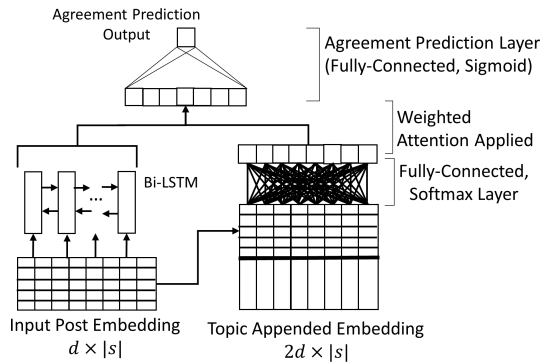 Agreement Prediction
Output
Agreement Prediction Layer
(Fully-Connected, Sigmoid)
Weighted
Attention Applied
Bi-LSTM
...
Fully-Connected,
Softmax Layer
Input Post Embedding
d × |s|
Topic Appended Embedding
2d × |s|